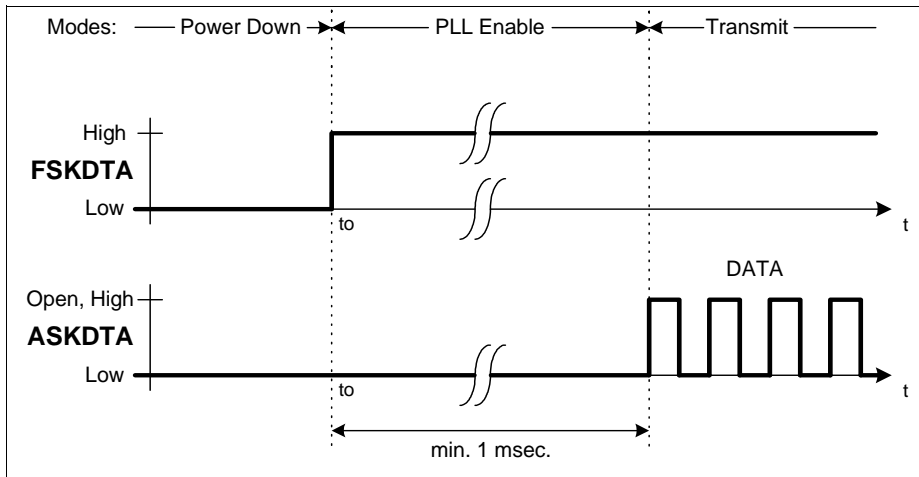 Modes: Power Down PLL Enable Transmit
High
FSKDTA
Low
to
t
DATA
Open, High
ASKDTA
Low
to
t
min. 1 msec.